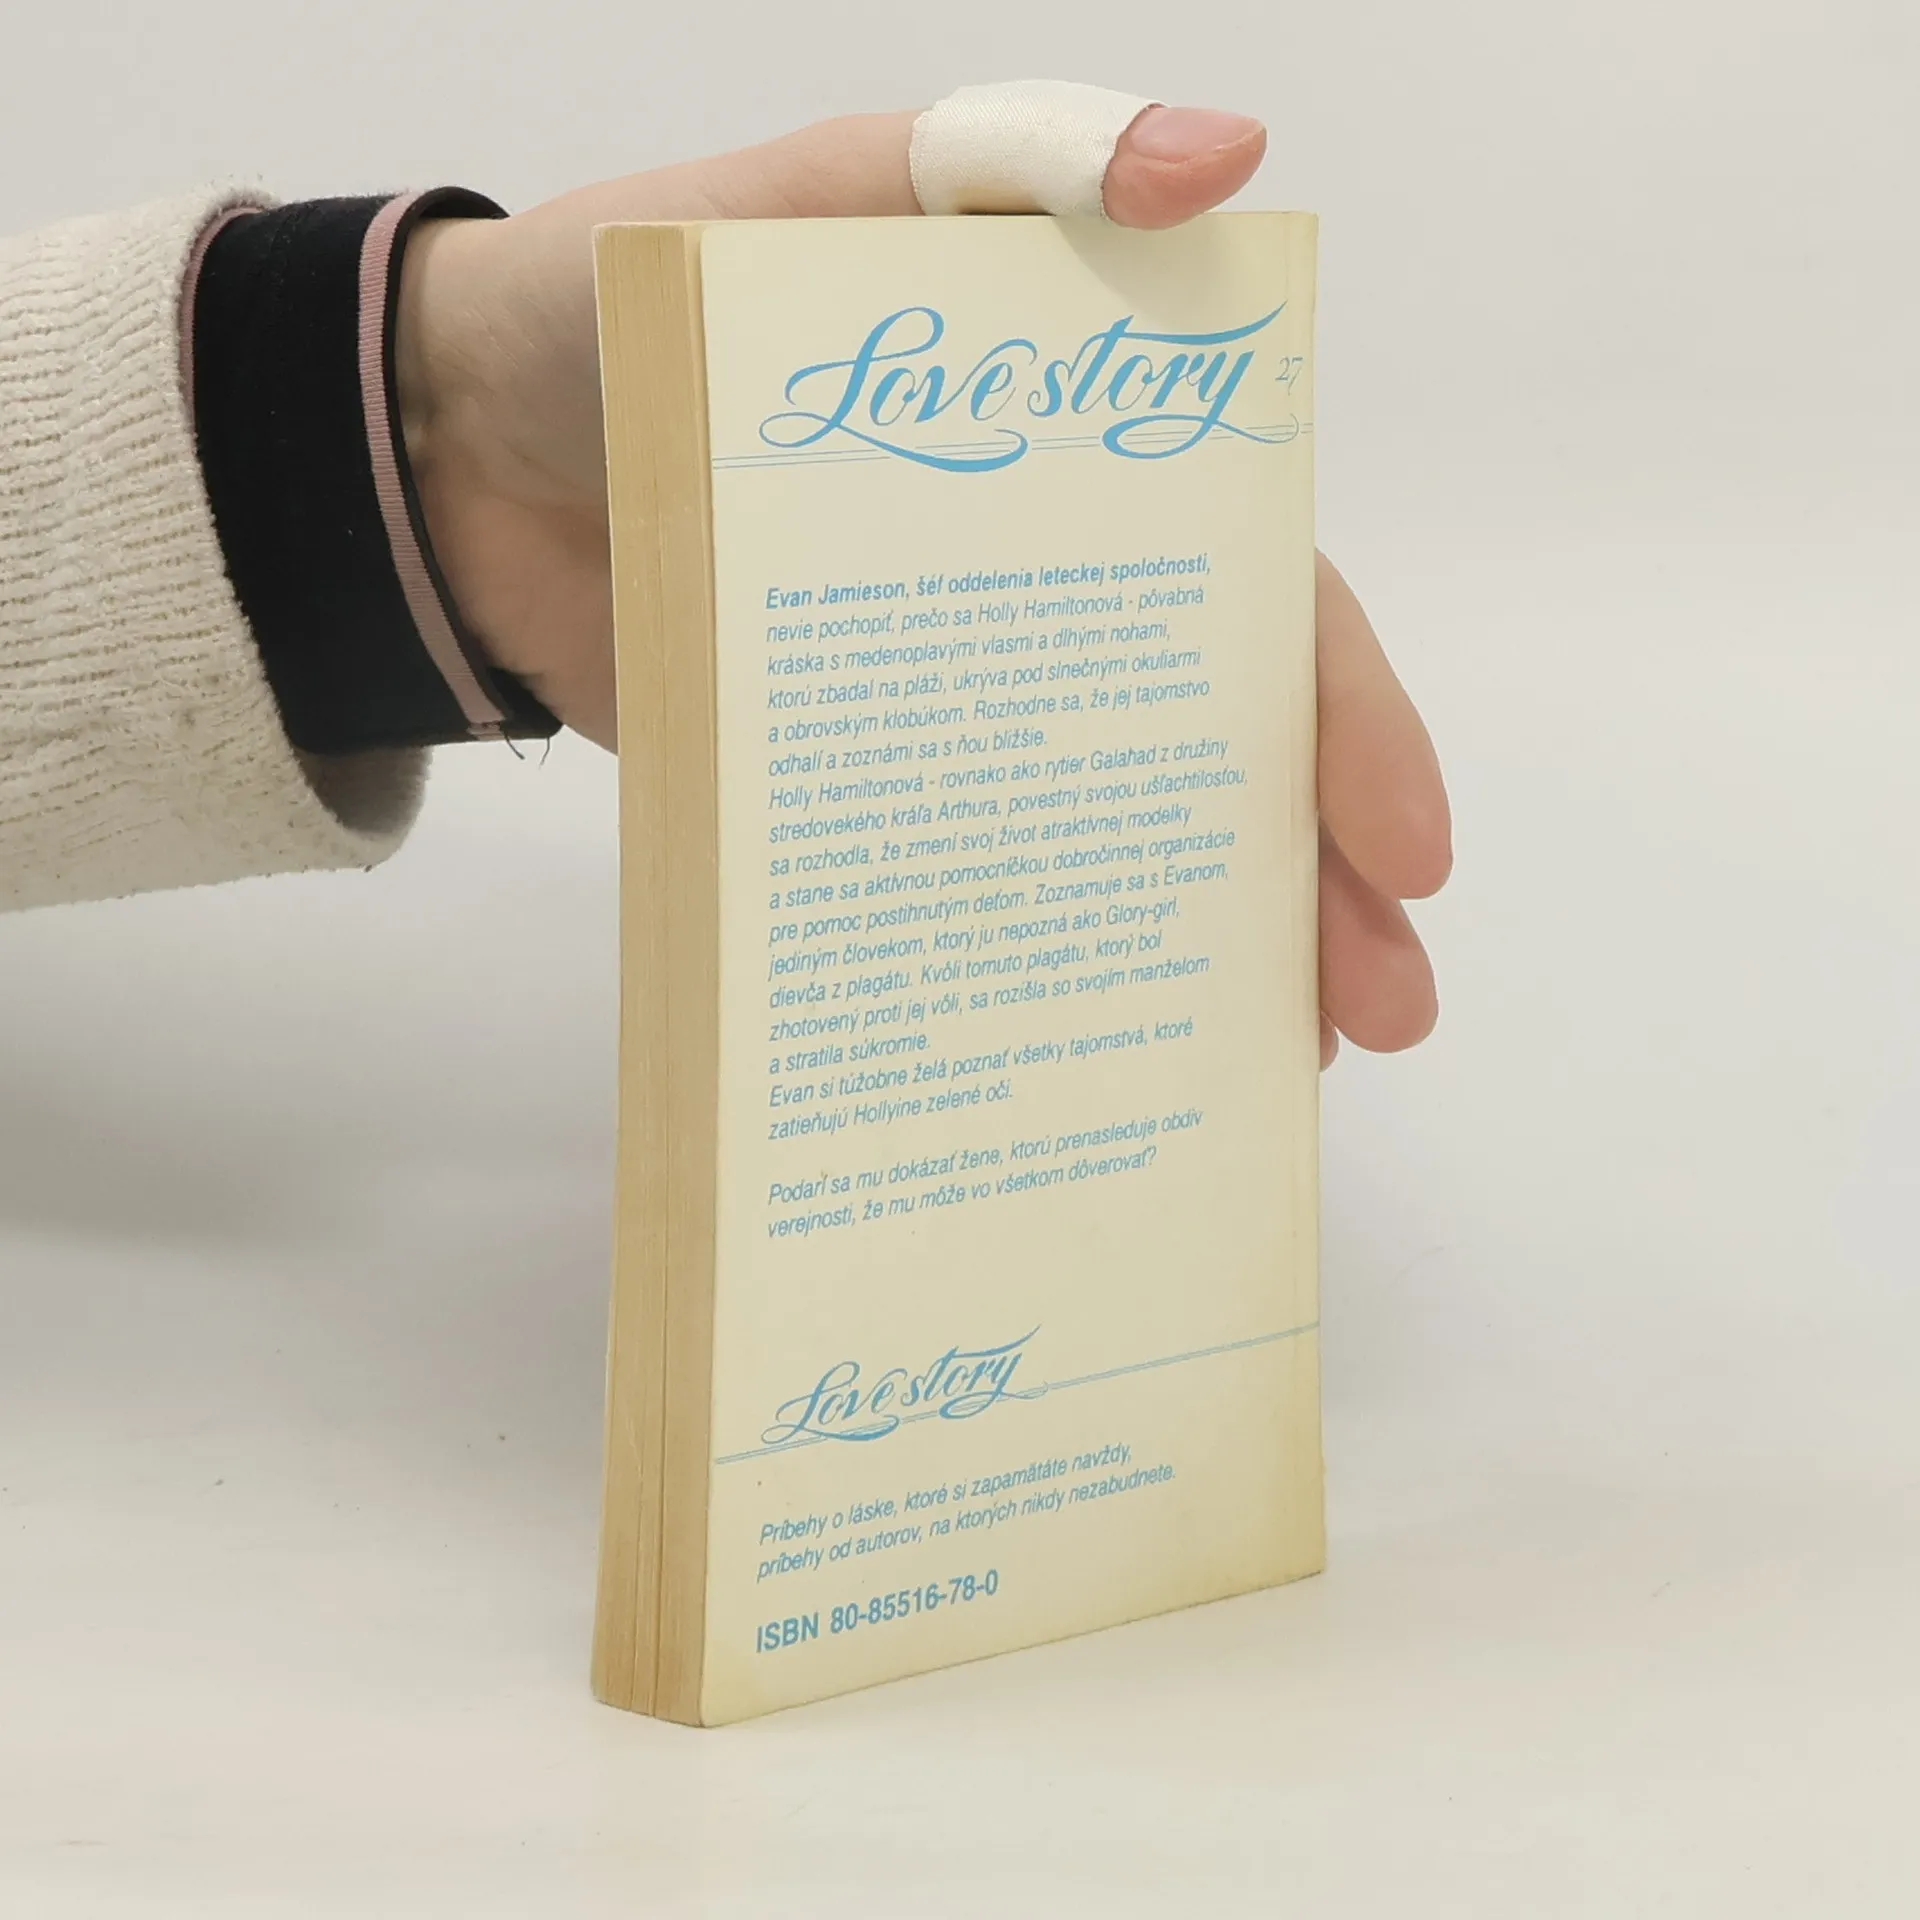 Love story 27
Evan Jamieson, šéf oddelenia leteckej spoločnosti,
nevie pochopiť, prečo sa Holly Hamiltonová - pôvabná
kráska s medenoplavými vlasmi a dlhými nohami,
ktorú zbadal na pláži, ukrýva pod slnečnými okuliarmi
a obrovským klobúkom. Rozhodne sa, že jej tajomstvo
odhalí a zoznámi sa s ňou bližšie.
Holly Hamiltonová - rovnako ako rytier Galahad z družiny
stredovekého kráľa Arthura, povestný svojou ušľachtilosťou,
sa rozhodla, že zmení svoj život atraktívnej modelky
a stane sa aktívnou pomocníčkou dobročinnej organizácie
pre pomoc postihnutým deťom. Zoznamuje sa s Evanom,
jediným človekom, ktorý ju nepozná ako Glory-girl,
dievča z plagátu. Kvôli tomuto plagátu, ktorý bol
zhotovený proti jej vôli, sa rozišla so svojím manželom
a stratila súkromie.
Evan si túžobne želá poznať všetky tajomstvá, ktoré
zatieňujú Hollyine zelené oči.
Podarí sa mu dokázať žene, ktorú prenasleduje obdiv
verejnosti, že mu môže vo všetkom dôverovať?
Love story
Príbehy o láske, ktoré si zapamätáte navždy,
príbehy od autorov, na ktorých nikdy nezabudnete.
ISBN 80-85516-78-0